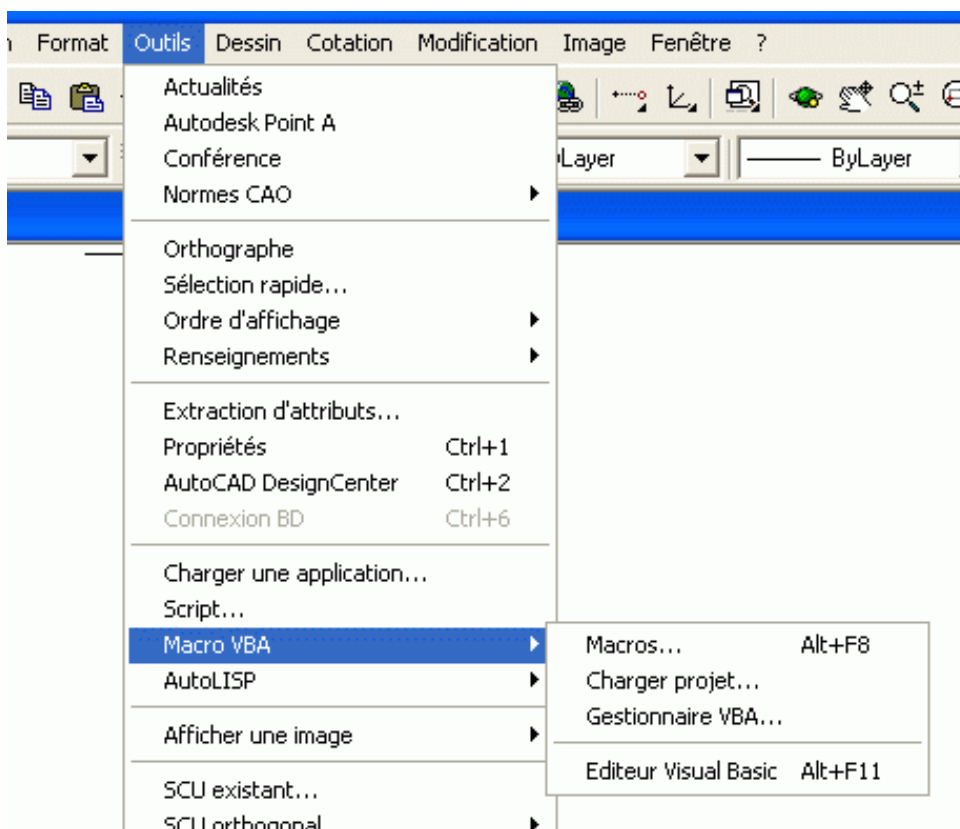 Format Outils Dessin Cotation Modification Image Fenêtre ?
Layer ByLayer
Actualités
Autodesk Point A
Conférence
Normes CAO
Orthographe
Sélection rapide...
Ordre d'affichage
Renseignements
Extraction d'attributs...
Propriétés Ctrl+1
AutoCAD DesignCenter Ctrl+2
Connexion BD Ctrl+6
Charger une application...
Script...
Macro VBA
AutoLISP
Afficher une image
SCU existant...
SCU orthogonal
Macros... Alt+F8
Charger projet...
Gestionnaire VBA...
Editeur Visual Basic Alt+F11